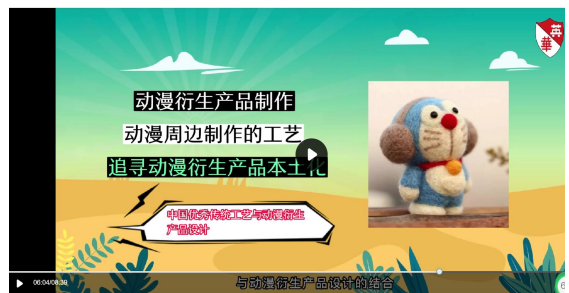 英
華
动漫衍生产品制作
动漫周边制作的工艺
追寻动漫衍生产品本土化
中国优秀传统工艺与动漫衍生
产品设计
与动漫衍生产品设计的结合
06:04/08:39